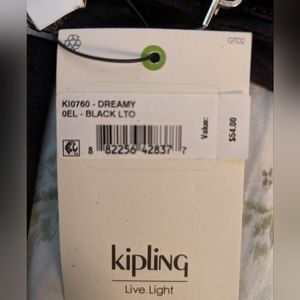 GT02
KI0760 - DREAMY
0EL - BLACK LTO
8 82256 42837 7
Value:
$54.00
kipling
Live.Light